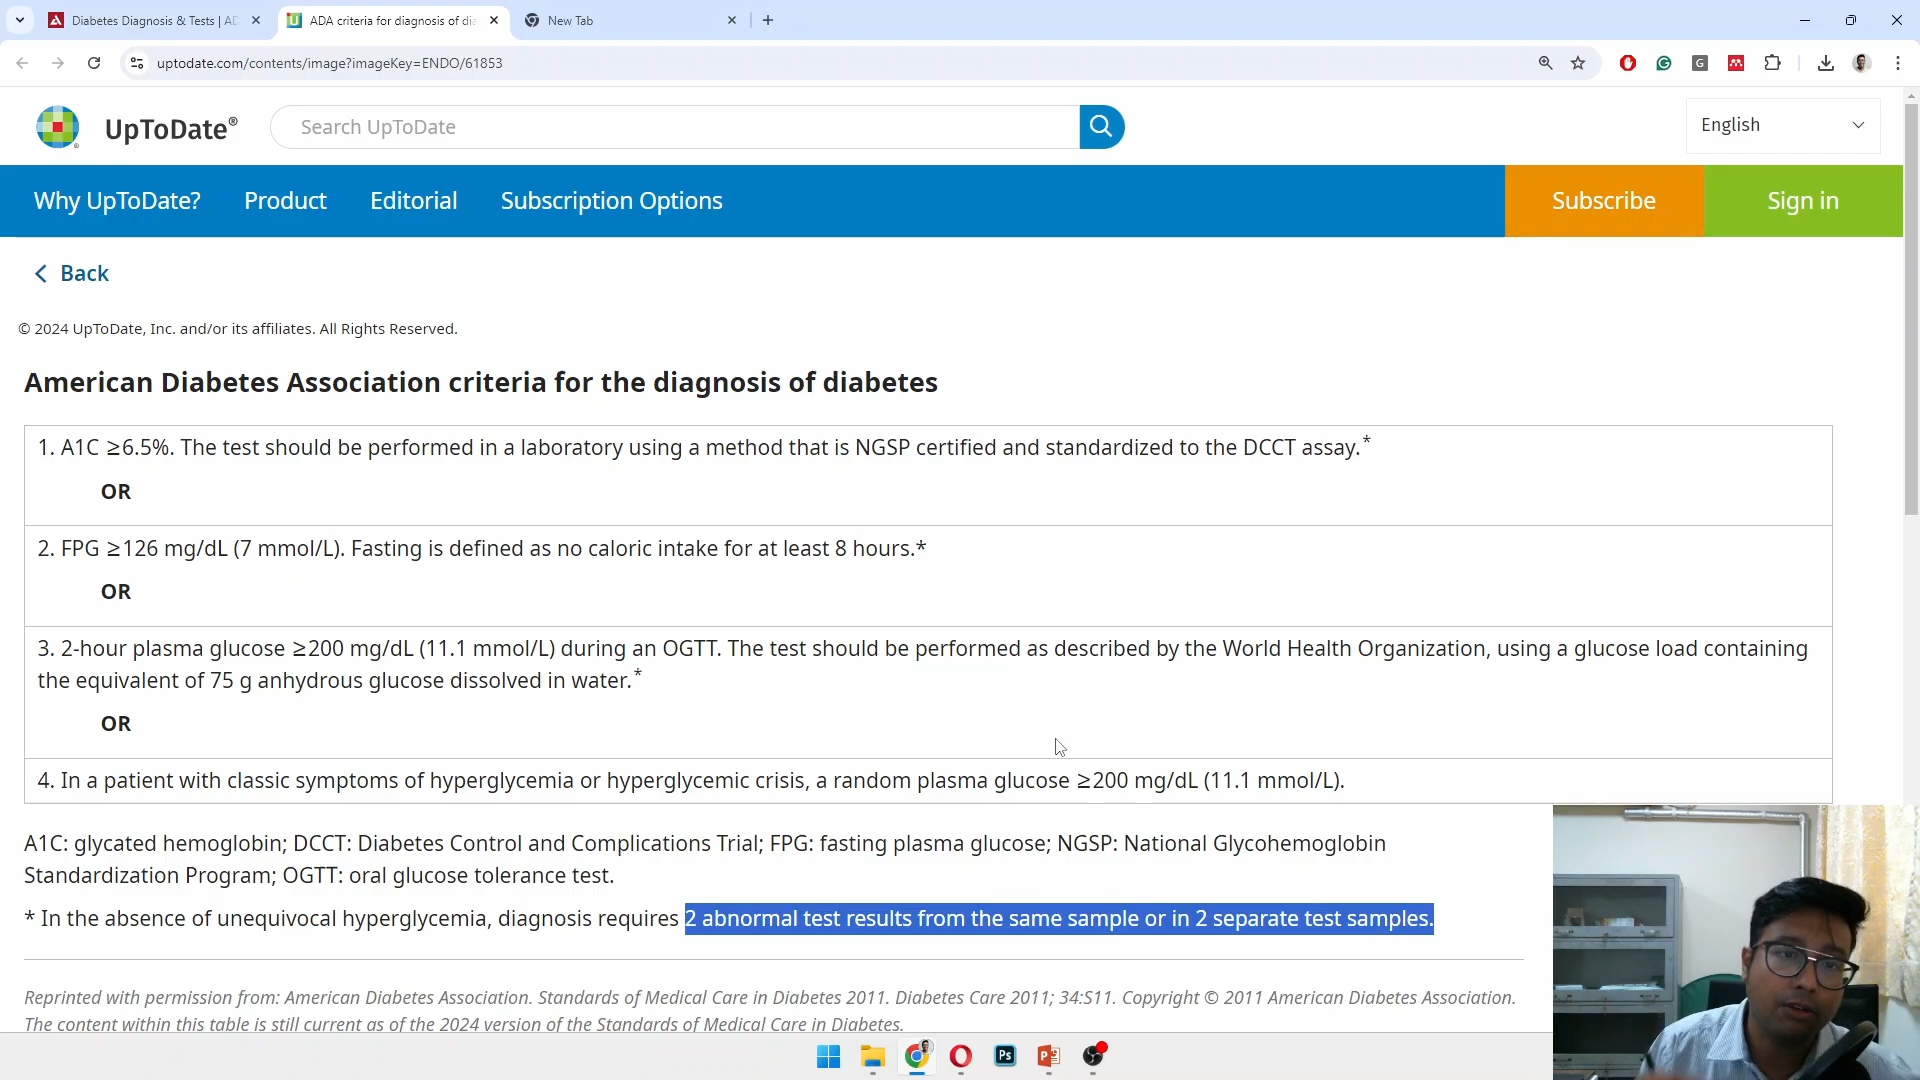 Diabetes Diagnosis & Tests | AD
ADA criteria for diagnosis of dia
New Tab
uptodate.com/contents/image?imageKey=ENDO/61853
UpToDate®
Search UpToDate
English
Why UpToDate?
Product
Editorial
Subscription Options
Subscribe
Sign in
Back
© 2024 UpToDate, Inc. and/or its affiliates. All Rights Reserved.
American Diabetes Association criteria for the diagnosis of diabetes
1. A1C ≥6.5%. The test should be performed in a laboratory using a method that is NGSP certified and standardized to the DCCT assay.*
OR
2. FPG ≥126 mg/dL (7 mmol/L). Fasting is defined as no caloric intake for at least 8 hours.*
OR
3. 2-hour plasma glucose ≥200 mg/dL (11.1 mmol/L) during an OGTT. The test should be performed as described by the World Health Organization, using a glucose load containing
the equivalent of 75 g anhydrous glucose dissolved in water.*
OR
4. In a patient with classic symptoms of hyperglycemia or hyperglycemic crisis, a random plasma glucose ≥200 mg/dL (11.1 mmol/L).
A1C: glycated hemoglobin; DCCT: Diabetes Control and Complications Trial; FPG: fasting plasma glucose; NGSP: National Glycohemoglobin
Standardization Program; OGTT: oral glucose tolerance test.
* In the absence of unequivocal hyperglycemia, diagnosis requires 2 abnormal test results from the same sample or in 2 separate test samples.
Reprinted with permission from: American Diabetes Association. Standards of Medical Care in Diabetes 2011. Diabetes Care 2011; 34:S11. Copyright © 2011 American Diabetes Association.
The content within this table is still current as of the 2024 version of the Standards of Medical Care in Diabetes.
Ps